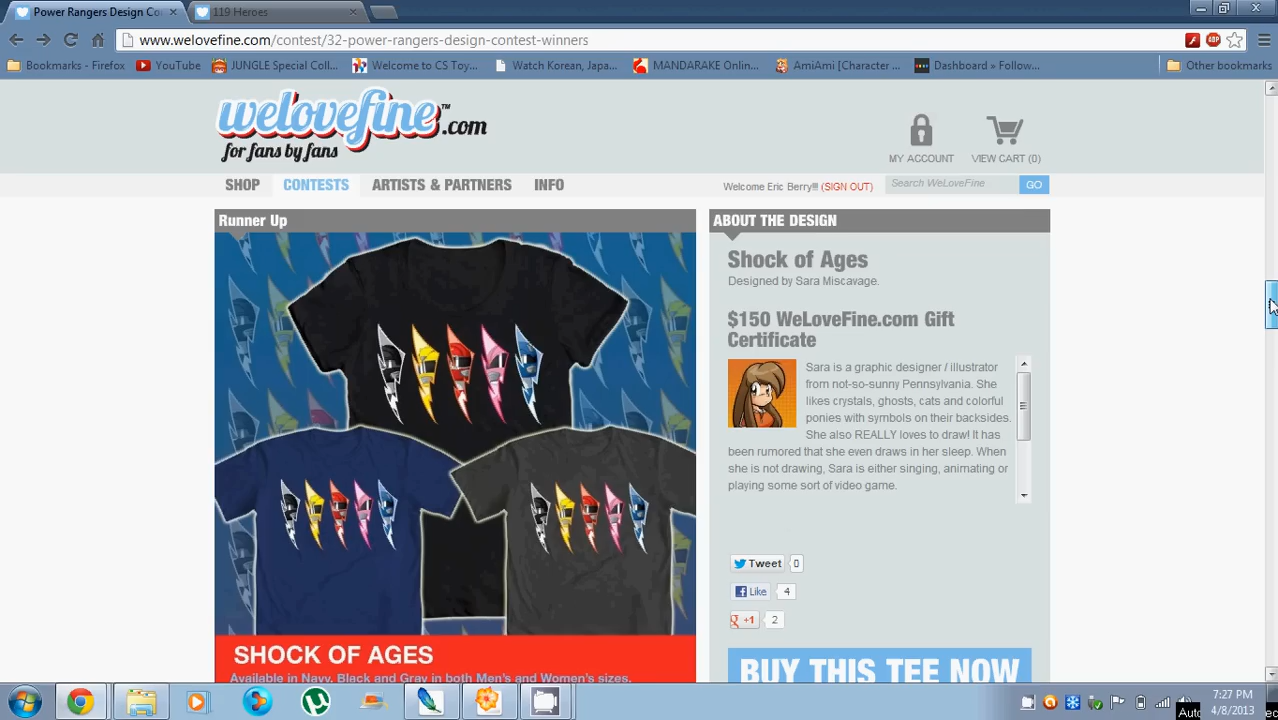 Power Rangers Design Co
119 Heroes
www.welovefine.com/contest/32-power-rangers-design-contest-winners
Bookmarks - Firefox
YouTube
JUNGLE Special Coll...
Welcome to CS Toy...
Watch Korean, Japa...
MANDARAKE Onlin...
AmiAmi [Character ...
Dashboard » Follow...
Other bookmarks
welovefine™.com
for fans by fans
MY ACCOUNT
VIEW CART (0)
SHOP
CONTESTS
ARTISTS & PARTNERS
INFO
Welcome Eric Berry!!! (SIGN OUT)
Search WeLoveFine
GO
Runner Up
SHOCK OF AGES
Available in Navy, Black and Gray in both Men's and Women's sizes.
ABOUT THE DESIGN
Shock of Ages
Designed by Sara Miscavage.
$150 WeLoveFine.com Gift
Certificate
Sara is a graphic designer / illustrator
from not-so-sunny Pennsylvania. She
likes crystals, ghosts, cats and colorful
ponies with symbols on their backsides.
She also REALLY loves to draw! It has
been rumored that she even draws in her sleep. When
she is not drawing, Sara is either singing, animating or
playing some sort of video game.
Tweet 0
Like 4
+1 2
BUY THIS TEE NOW
7:27 PM
4/8/2013